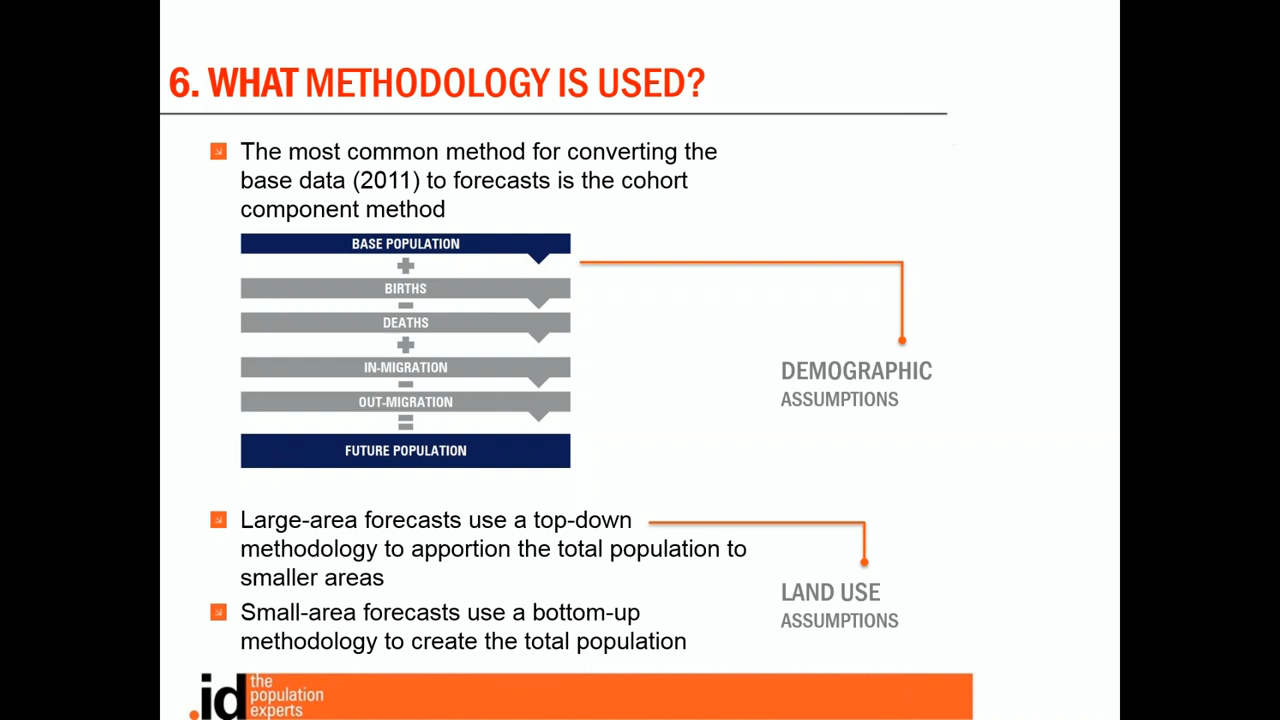 6. WHAT METHODOLOGY IS USED?
The most common method for converting the
base data (2011) to forecasts is the cohort
component method
BASE POPULATION
+
BIRTHS
-
DEATHS
+
IN-MIGRATION
-
OUT-MIGRATION
=
FUTURE POPULATION
DEMOGRAPHIC
ASSUMPTIONS
Large-area forecasts use a top-down
methodology to apportion the total population to
smaller areas
LAND USE
ASSUMPTIONS
Small-area forecasts use a bottom-up
methodology to create the total population
.id
the
population
experts